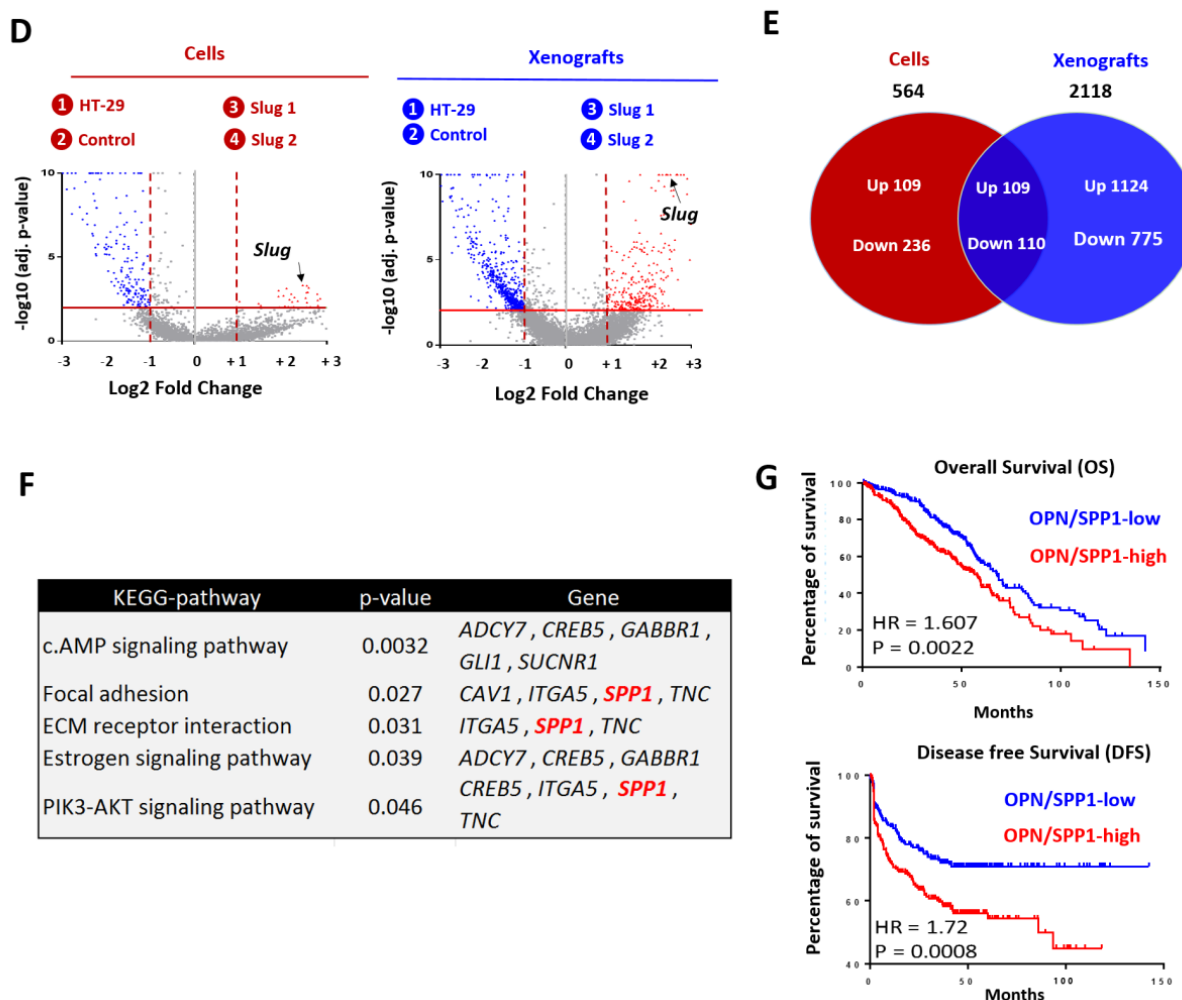 D
Cells
Xenografts
1 HT-29
2 Control
3 Slug 1
4 Slug 2
1 HT-29
2 Control
3 Slug 1
4 Slug 2
-log10 (adj. p-value)
10
5
0
Slug
-3 -2 -1 0 + 1 + 2 + 3
Log2 Fold Change
-log10 (adj. p-value)
10
5
0
Slug
-3 -2 -1 0 + 1 +2 +3
Log2 Fold Change
E
Cells
564
Xenografts
2118
Up 109
Down 236
Up 109
Down 110
Up 1124
Down 775
F
KEGG-pathway p-value Gene
c.AMP signaling pathway 0.0032 ADCY7 , CREB5 , GABBR1 ,
GLI1 , SUCNR1
Focal adhesion 0.027 CAV1 , ITGA5 , SPP1 , TNC
ECM receptor interaction 0.031 ITGA5 , SPP1 , TNC
Estrogen signaling pathway 0.039 ADCY7 , CREB5 , GABBR1
PIK3-AKT signaling pathway 0.046 CREB5 , ITGA5 , SPP1 ,
TNC
G
Overall Survival (OS)
Percentage of survival
100
80
60
40
20
0
OPN/SPP1-low
OPN/SPP1-high
HR = 1.607
P = 0.0022
0 50 100 150
Months
Disease free Survival (DFS)
Percentage of survival
100
80
60
40
OPN/SPP1-low
OPN/SPP1-high
HR = 1.72
P = 0.0008
0 50 100 150
Months